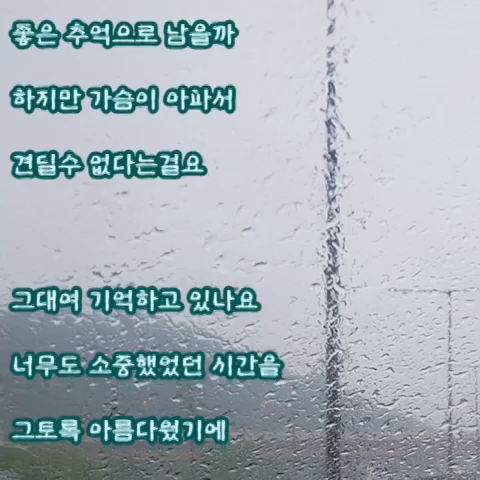 좋은 추억으로 남을까
하지만 가슴이 아파서
견딜수 없다는걸요
그대여 기억하고 있나요
너무도 소중했었던 시간을
그토록 아름다웠기에